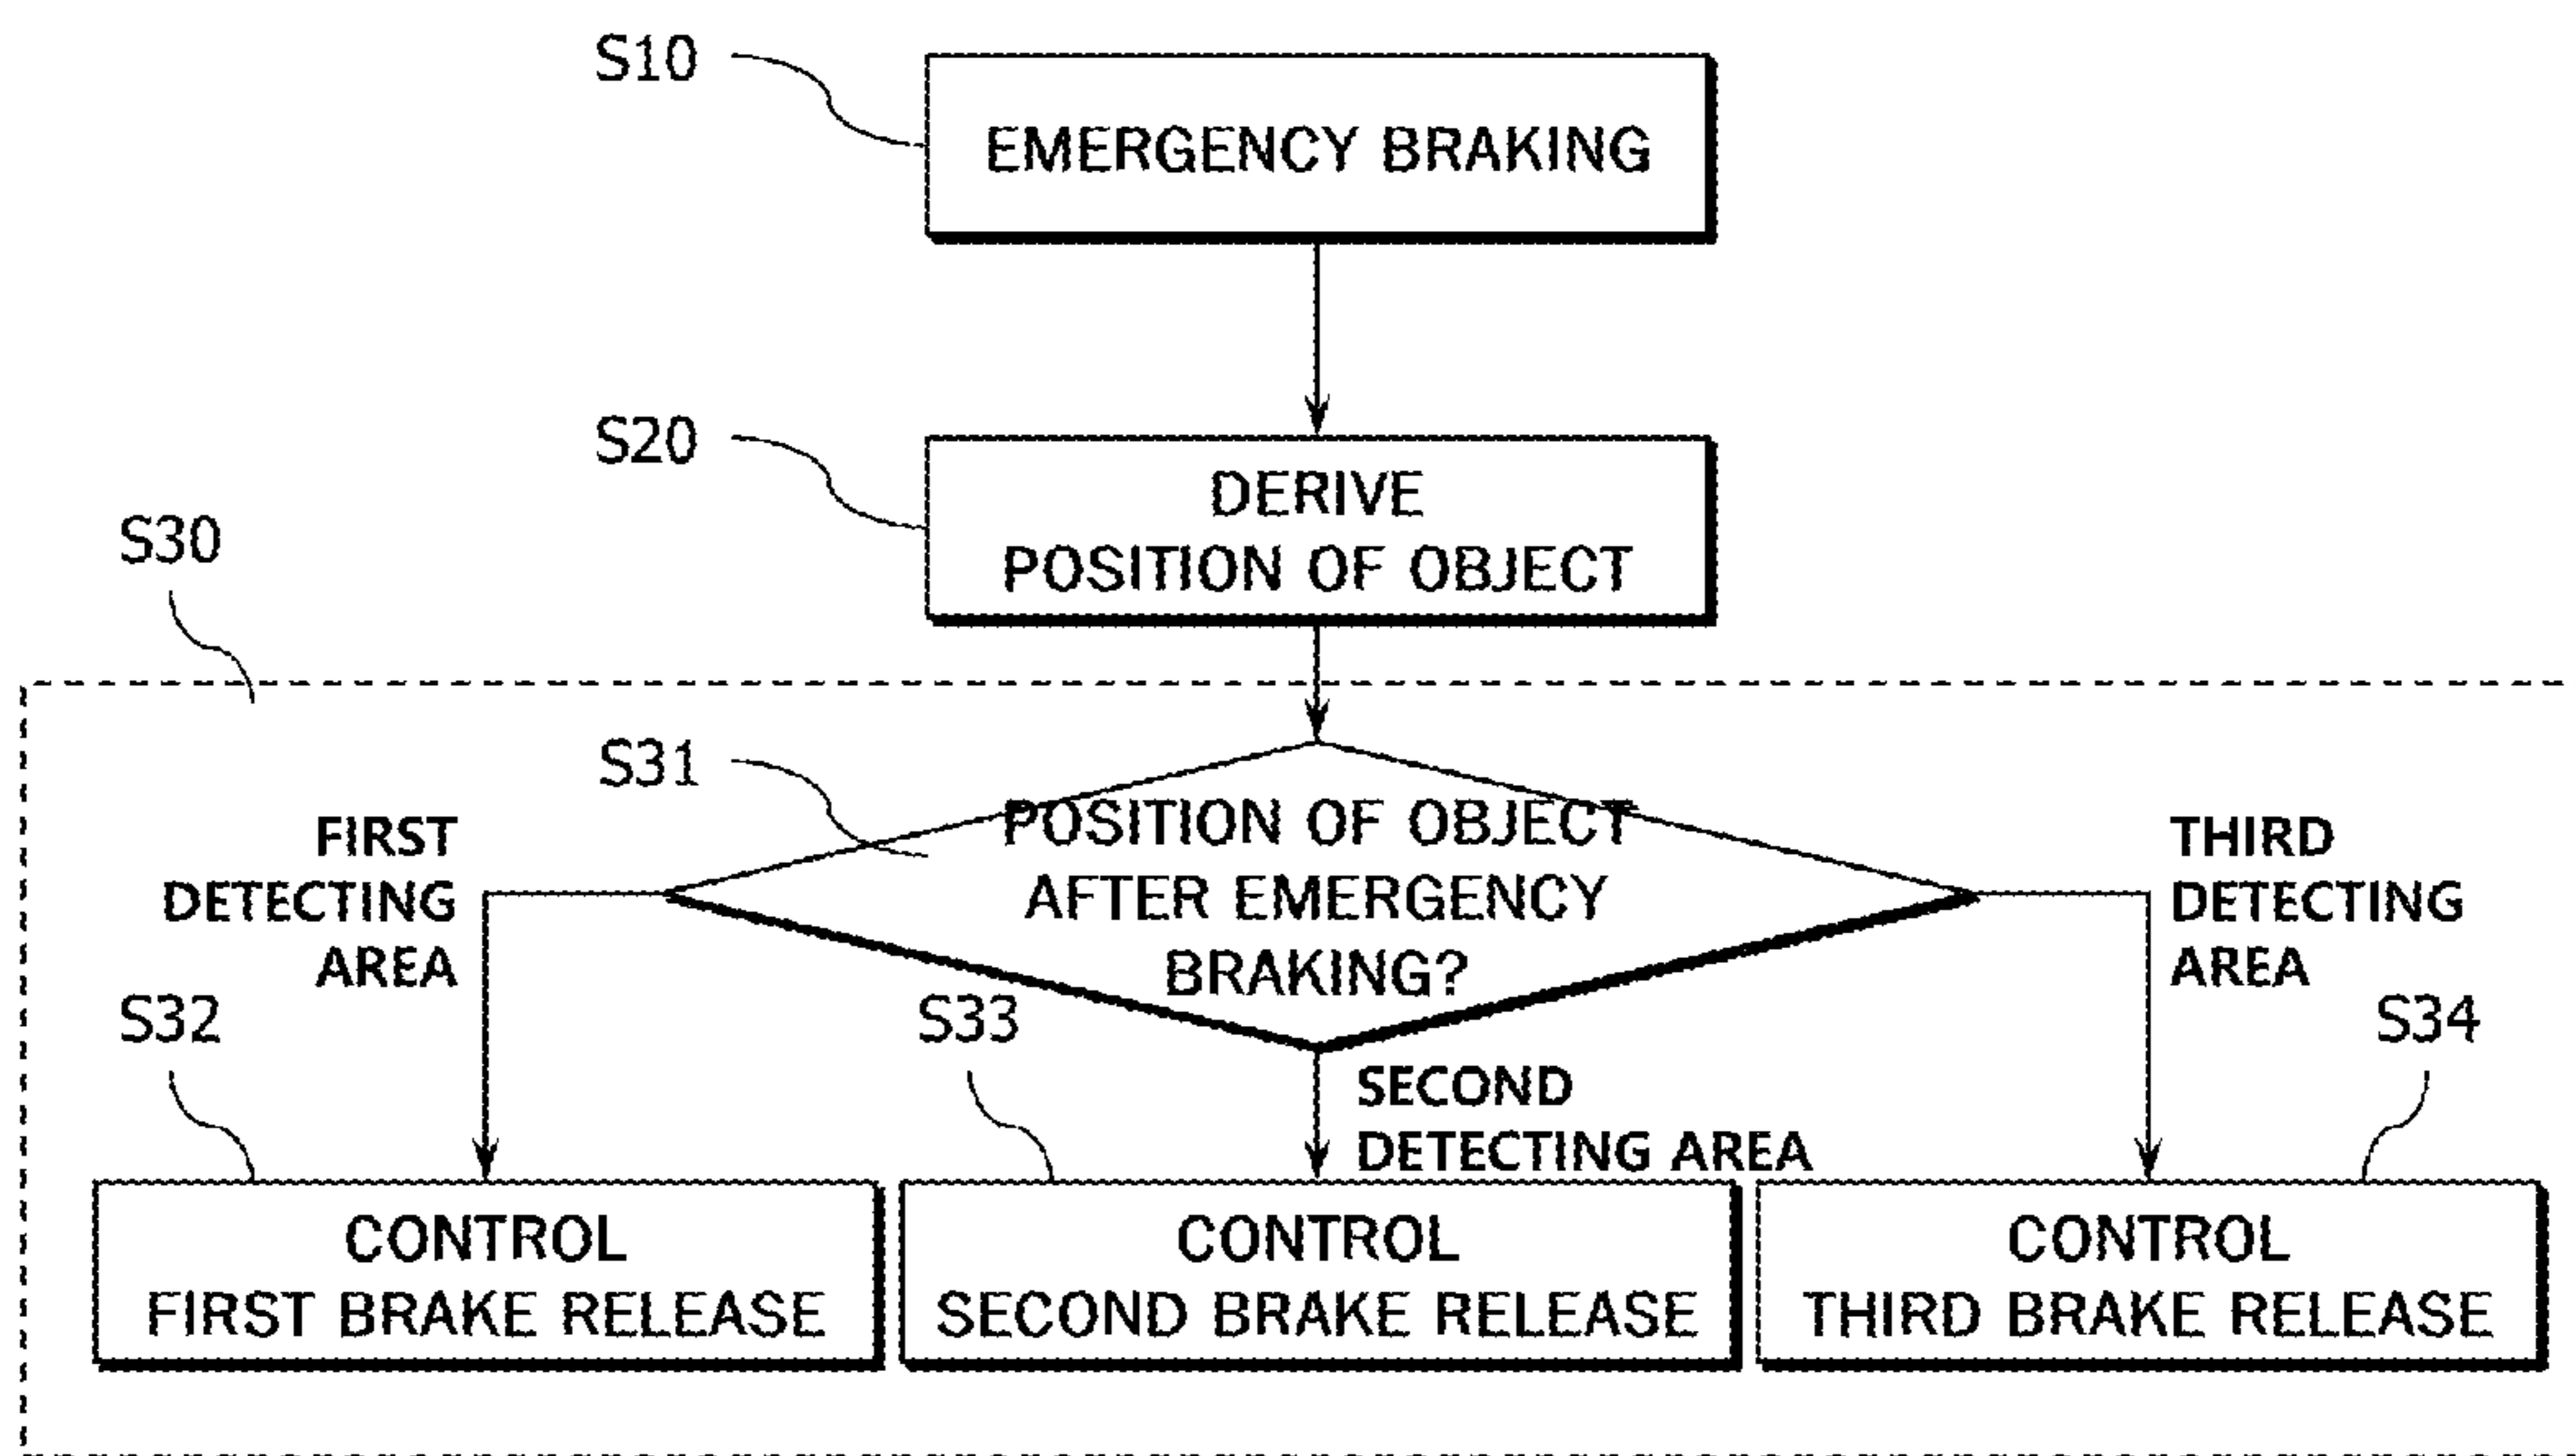 S10
EMERGENCY BRAKING
S20
DERIVE
POSITION OF OBJECT
S30
S31
POSITION OF OBJECT
AFTER EMERGENCY
BRAKING?
FIRST
DETECTING
AREA
THIRD
DETECTING
AREA
S32
S33
SECOND
DETECTING AREA
S34
CONTROL
FIRST BRAKE RELEASE
CONTROL
SECOND BRAKE RELEASE
CONTROL
THIRD BRAKE RELEASE